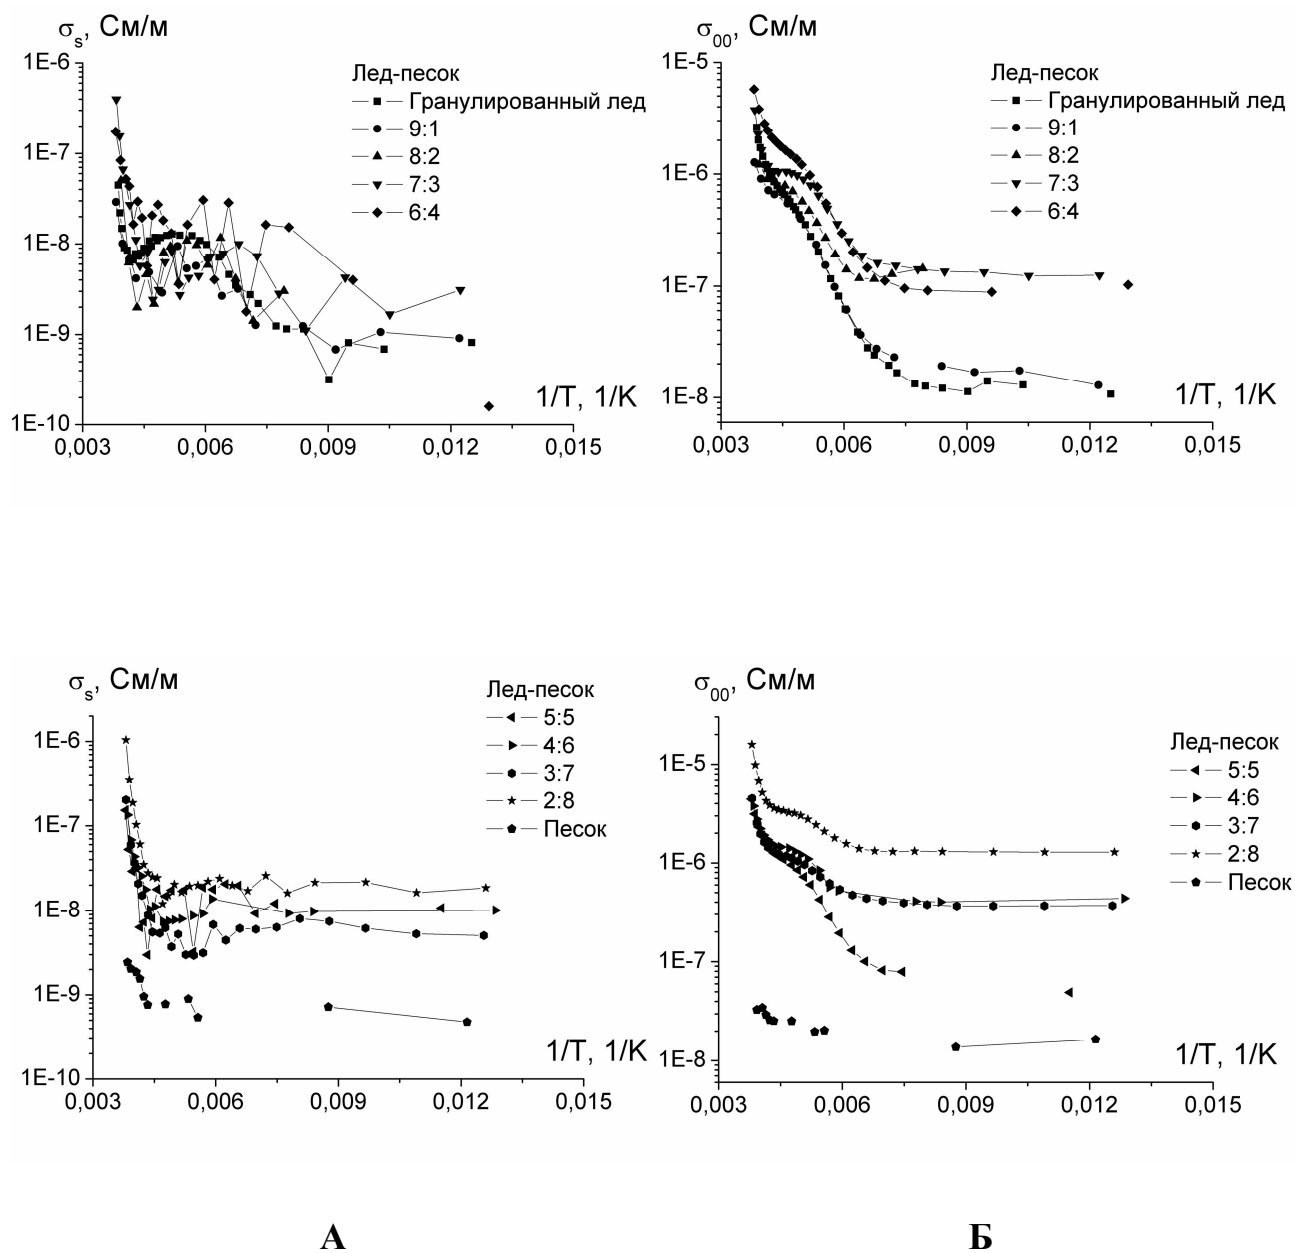 σs, См/м
1E-6
1E-7
1E-8
1E-9
1E-10
0,003
0,006
0,009
0,012
0,015
1/T, 1/K
Лед-песок
Гранулированный лед
9:1
8:2
7:3
6:4
σ00, См/м
1E-5
1E-6
1E-7
1E-8
0,003
0,006
0,009
0,012
0,015
1/T, 1/K
Лед-песок
Гранулированный лед
9:1
8:2
7:3
6:4
σs, См/м
1E-6
1E-7
1E-8
1E-9
1E-10
0,003
0,006
0,009
0,012
0,015
1/T, 1/K
Лед-песок
5:5
4:6
3:7
2:8
Песок
σ00, См/м
1E-5
1E-6
1E-7
1E-8
0,003
0,006
0,009
0,012
0,015
1/T, 1/K
Лед-песок
5:5
4:6
3:7
2:8
Песок
А
Б